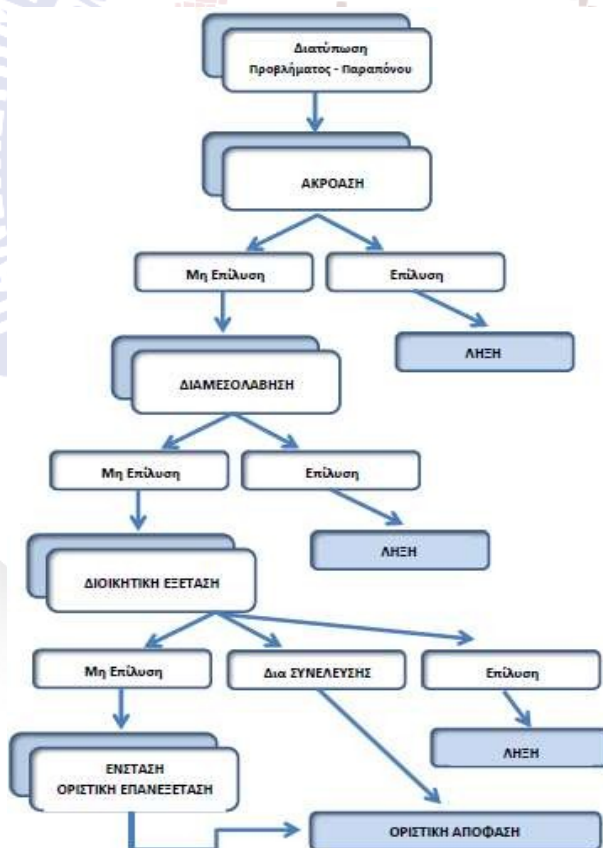 Διατύπωση
Προβλήματος - Παραπόνου
ΑΚΡΟΑΣΗ
Μη Επίλυση
Επίλυση
ΛΗΞΗ
ΔΙΑΜΕΣΟΛΑΒΗΣΗ
Μη Επίλυση
Επίλυση
ΛΗΞΗ
ΔΙΟΙΚΗΤΙΚΗ ΕΞΕΤΑΣΗ
Μη Επίλυση
Δια ΣΥΝΕΛΕΥΣΗΣ
Επίλυση
ΛΗΞΗ
ΕΝΣΤΑΣΗ
ΟΡΙΣΤΙΚΗ ΕΠΑΝΕΞΕΤΑΣΗ
ΟΡΙΣΤΙΚΗ ΑΠΟΦΑΣΗ